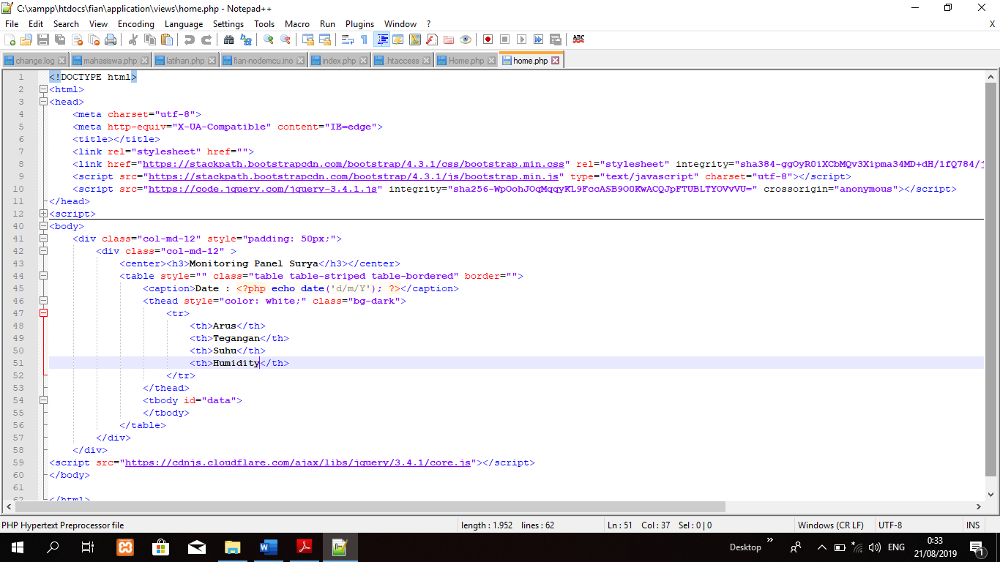 C:\xampp\htdocs\fian\application\views\home.php - Notepad++
File Edit Search View Encoding Language Settings Tools Macro Run Plugins Window ? X
change.log mahasiswa.php latihan.php fian-nodemcu.ino index.php .htaccess Home.php home.php
1 <!DOCTYPE html>
2 <html>
3 <head>
4 <meta charset="utf-8">
5 <meta http-equiv="X-UA-Compatible" content="IE=edge">
6 <title></title>
7 <link rel="stylesheet" href="">
8 <link href="https://stackpath.bootstrapcdn.com/bootstrap/4.3.1/css/bootstrap.min.css" rel="stylesheet" integrity="sha384-ggOyR0iXCbMQv3Xipma34MD+dH/1fQ784/j
9 <script src="https://stackpath.bootstrapcdn.com/bootstrap/4.3.1/js/bootstrap.min.js" type="text/javascript" charset="utf-8"></script>
10 <script src="https://code.jquery.com/jquery-3.4.1.js" integrity="sha256-WpOohJOqMqqyKL9FccASB9O0KwACQJpFTUBLTYOVvVU=" crossorigin="anonymous"></script>
11 </head>
12 <script>
40 <body>
41 <div class="col-md-12" style="padding: 50px;">
42 <div class="col-md-12" >
43 <center><h3>Monitoring Panel Surya</h3></center>
44 <table style="" class="table table-striped table-bordered" border="">
45 <caption>Date : <?php echo date('d/m/Y'); ?></caption>
46 <thead style="color: white;" class="bg-dark">
47 <tr>
48 <th>Arus</th>
49 <th>Tegangan</th>
50 <th>Suhu</th>
51 <th>Humidity</th>
52 </tr>
53 </thead>
54 <tbody id="data">
55 </tbody>
56 </table>
57 </div>
58 </div>
59 <script src="https://cdnjs.cloudflare.com/ajax/libs/jquery/3.4.1/core.js"></script>
60 </body>
61
62 </html>
PHP Hypertext Preprocessor file length : 1.952 lines : 62 Ln : 51 Col : 37 Sel : 0 | 0 Windows (CR LF) UTF-8 INS
Desktop ENG 0:33
21/08/2019 1